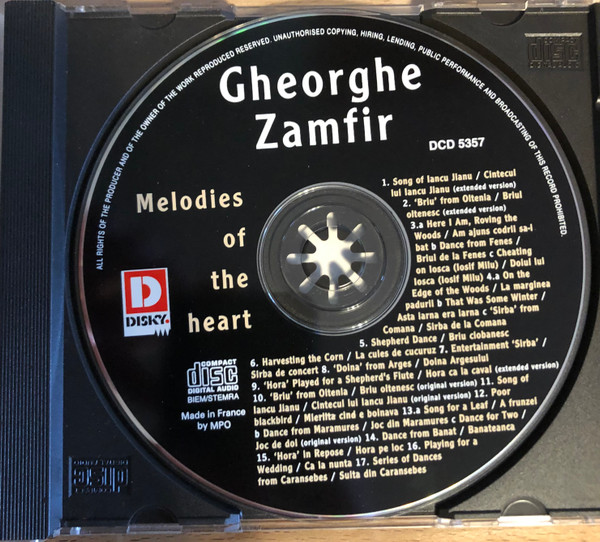 ALL RIGHTS OF THE PRODUCER AND OF THE OWNER OF THE WORK REPRODUCED RESERVED. UNAUTHORISED COPYING, HIRING, LENDING, PUBLIC PERFORMANCE AND BROADCASTING OF THIS RECORD PROHIBITED.
Gheorghe
Zamfir
DCD 5357
Melodies
of
the
heart
DISKY
1. Song of Iancu Jianu / Cintecul
lui Iancu Jianu (extended version)
2. 'Briu' from Oltenia / Briul
oltenesc (extended version)
3.a Here I Am, Roving the
Woods / Am ajuns codrii sa-l
bat b Dance from Fenes /
Briul de la Fenes c Cheating
on Iosca (Iosif Milu) / Dolul lui
Iosca (Iosif Milu) 4.a On the
Edge of the Woods / La marginea
padurii b That Was Some Winter /
Asta iarna era iarna c 'Sirba' from
Comana / Sirba de la Comana
5. Shepherd Dance / Briu ciobanesc
6. Harvesting the Corn / La cules de cucuruz 7. Entertainment 'Sirba' /
Sirba de concert 8. 'Doina' from Arges / Doina Argesului
9. 'Hora' Played for a Shepherd's Flute / Hora ca la caval (extended version)
10. 'Briu' from Oltenia / Briu oltenesc (original version) 11. Song of
Iancu Jianu / Cintecul lui Iancu Jianu (original version) 12. Poor
blackbird / Mierlita cind e bolnava 13.a Song for a Leaf / A frunzei
b Dance from Maramures / Joc din Maramures c Dance for Two /
Joc de doi (original version) 14. Dance from Banat / Banateanca
15. 'Hora' in Repose / Hora pe loc 16. Playing for a
Wedding / Ca la nunta 17. Series of Dances
from Caransebes / Suita din Caransebes
COMPACT
disc
DIGITAL AUDIO
BIEM/STEMRA
Made in France
by MPO